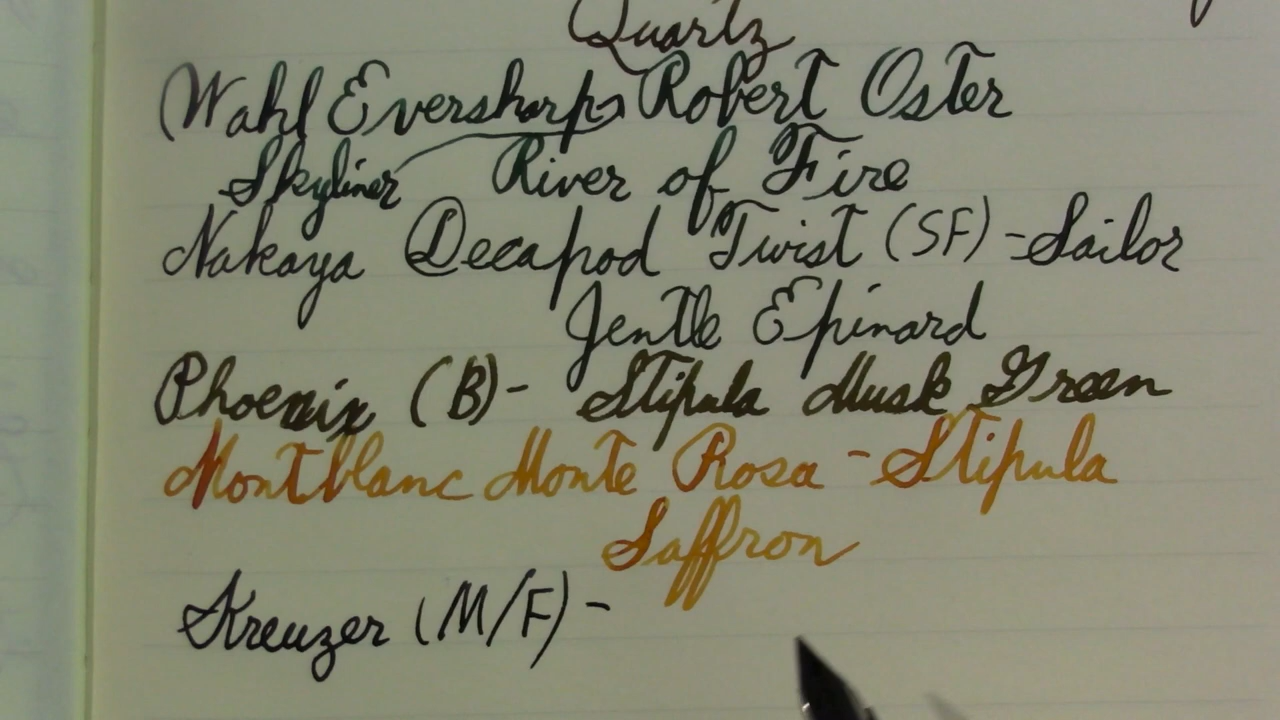 Quartz
Wahl Eversharp Robert Oster
Skyliner River of Fire
Nakaya Decapod Twist (SF) - Sailor
Jentle Epinard
Phoenix (B) - Stipula Musk Green
Montblanc Monte Rosa - Stipula
Saffron
Kreuzer (M/F) -